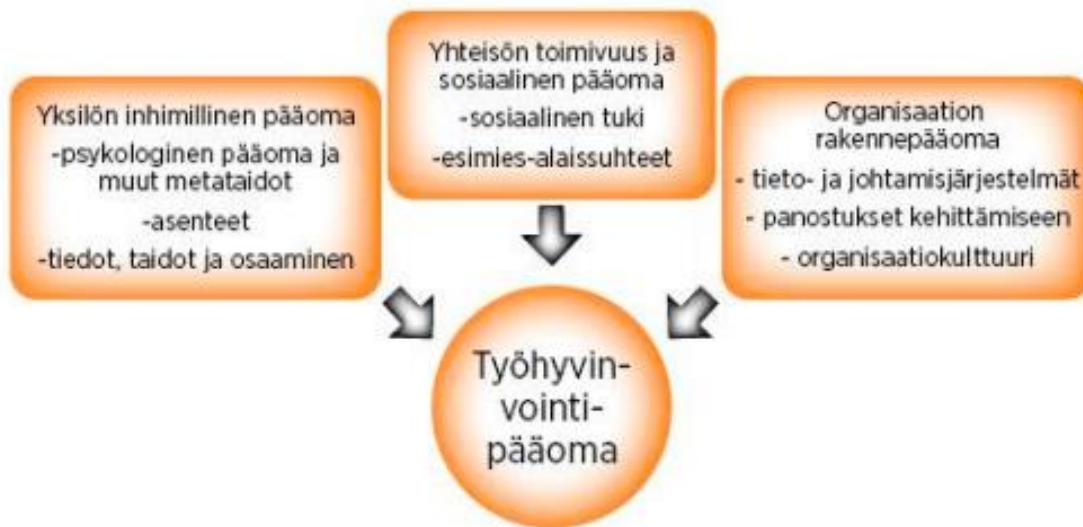 Yksilön inhimillinen pääoma
-psykologinen pääoma ja
muut metataidot
-asenteet
-tiedot, taidot ja osaaminen
Yhteisön toimivuus ja
sosiaalinen pääoma
-sosiaalinen tuki
-esimies-alaissuhteet
Organisaation
rakennepääoma
- tieto- ja johtamisjärjestelmät
- panostukset kehittämiseen
- organisaatiokulttuuri
Työhyvin-
vointi-
pääoma